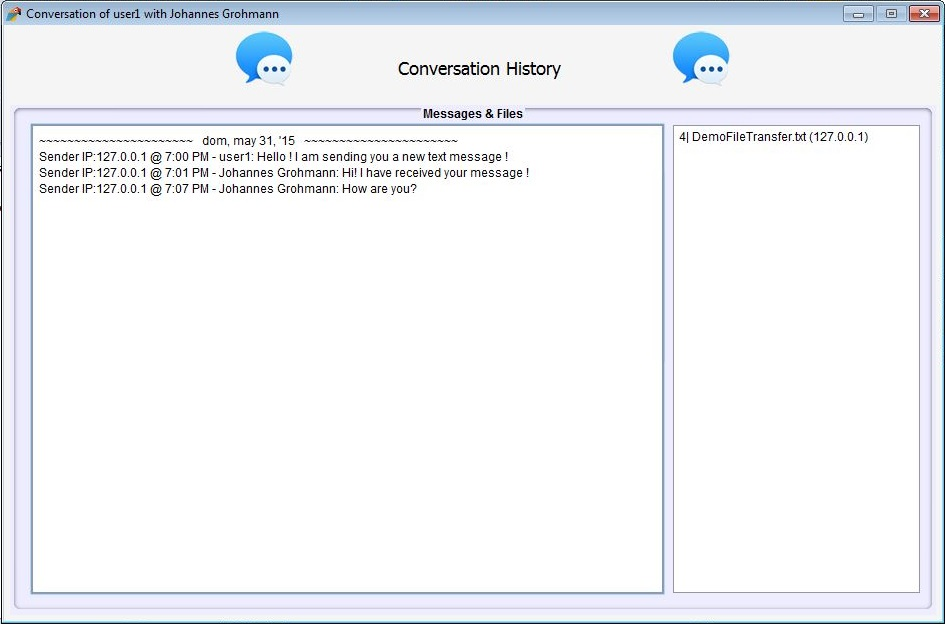 Conversation of user1 with Johannes Grohmann
Conversation History
Messages & Files
~~~~~~~~~~~~~~~~~~~~~~ dom, may 31, '15 ~~~~~~~~~~~~~~~~~~~~~~
Sender IP:127.0.0.1 @ 7:00 PM - user1: Hello ! I am sending you a new text message !
Sender IP:127.0.0.1 @ 7:01 PM - Johannes Grohmann: Hi! I have received your message !
Sender IP:127.0.0.1 @ 7:07 PM - Johannes Grohmann: How are you?
4| DemoFileTransfer.txt (127.0.0.1)